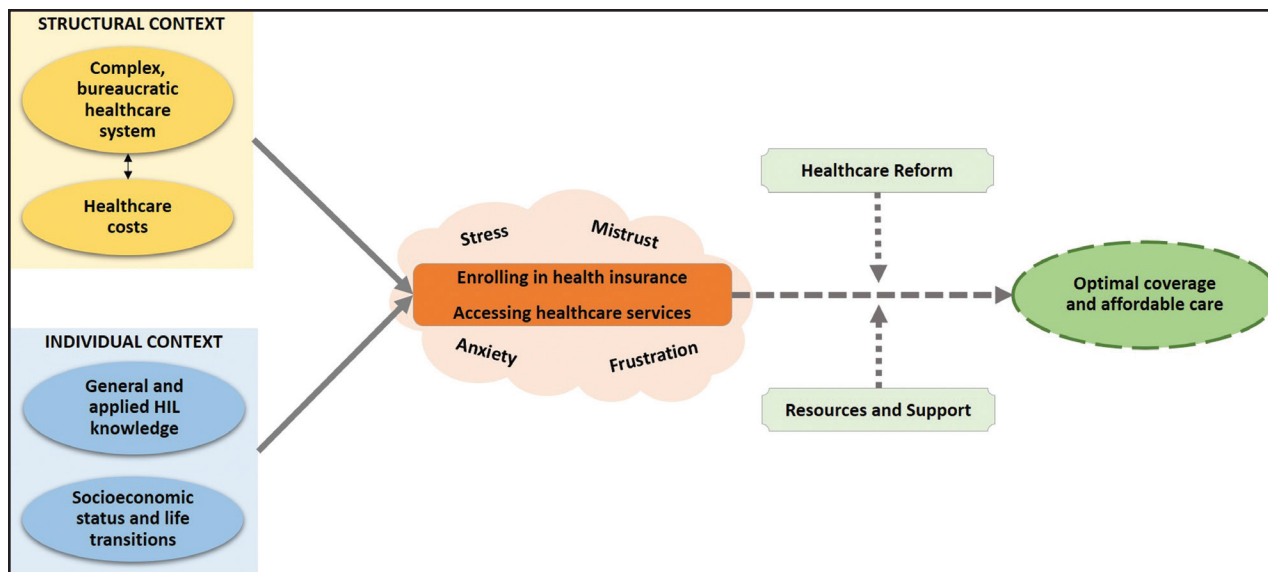 STRUCTURAL CONTEXT
Complex,
bureaucratic
healthcare
system
Healthcare
costs
INDIVIDUAL CONTEXT
General and
applied HIL
knowledge
Socioeconomic
status and life
transitions
Stress
Mistrust
Enrolling in health insurance
Accessing healthcare services
Anxiety
Frustration
Healthcare Reform
Resources and Support
Optimal coverage
and affordable care